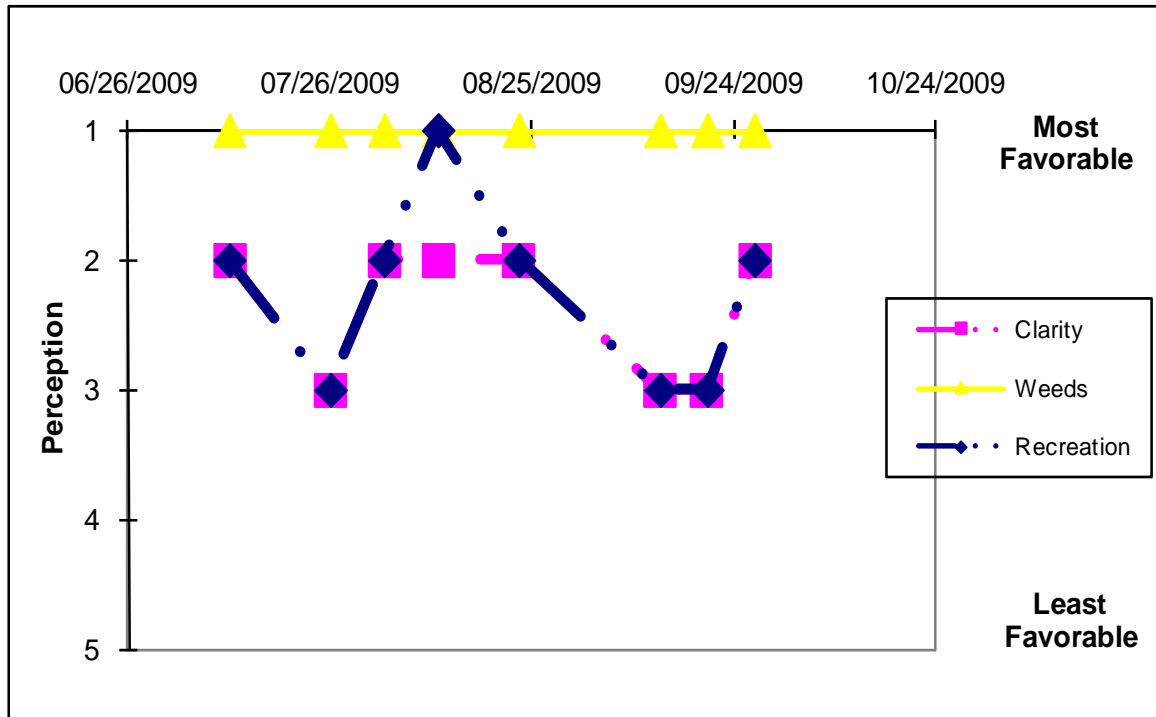 06/26/2009 07/26/2009 08/25/2009 09/24/2009 10/24/2009
Most
Favorable
1
2
3
4
5
Perception
Clarity
Weeds
Recreation
Least
Favorable